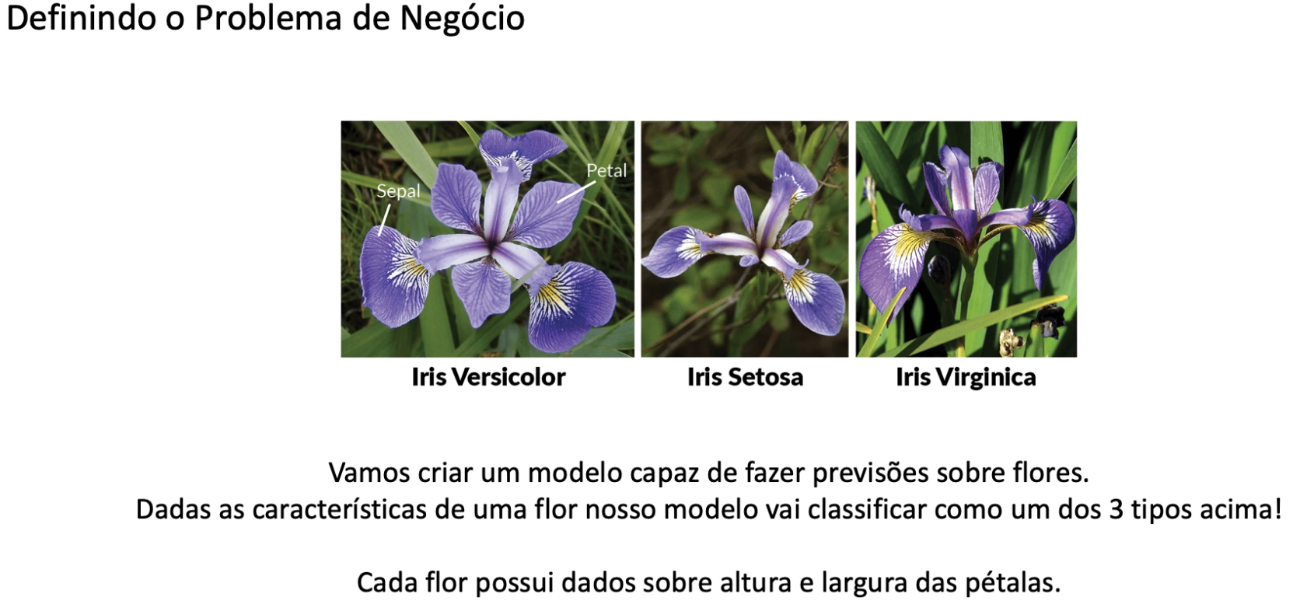 Definindo o Problema de Negócio
Sepal
Petal
Iris Versicolor
Iris Setosa
Iris Virginica
Vamos criar um modelo capaz de fazer previsões sobre flores.
Dadas as características de uma flor nosso modelo vai classificar como um dos 3 tipos acima!
Cada flor possui dados sobre altura e largura das pétalas.